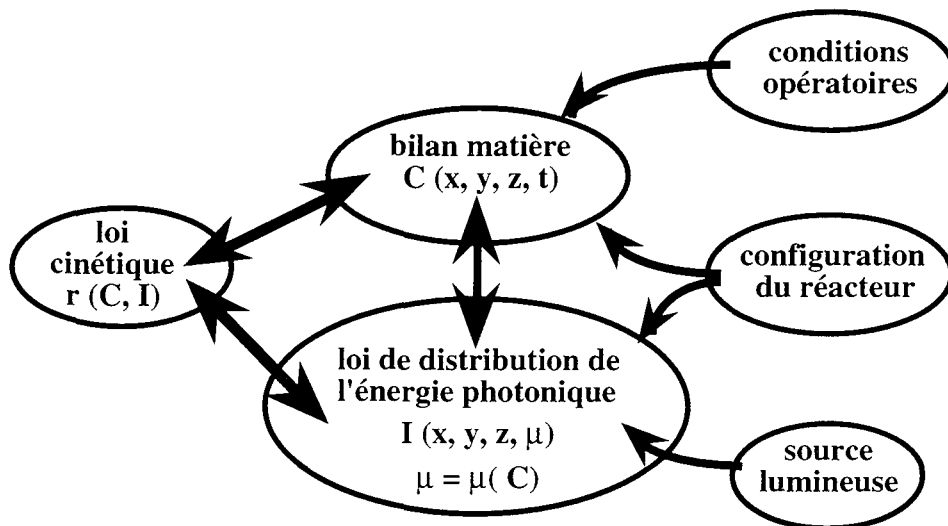 conditions
opératoires
bilan matière
C (x, y, z, t)
loi
cinétique
r (C, I)
configuration
du réacteur
loi de distribution de
l'énergie photonique
I (x, y, z, μ)
μ = μ( C)
source
lumineuse